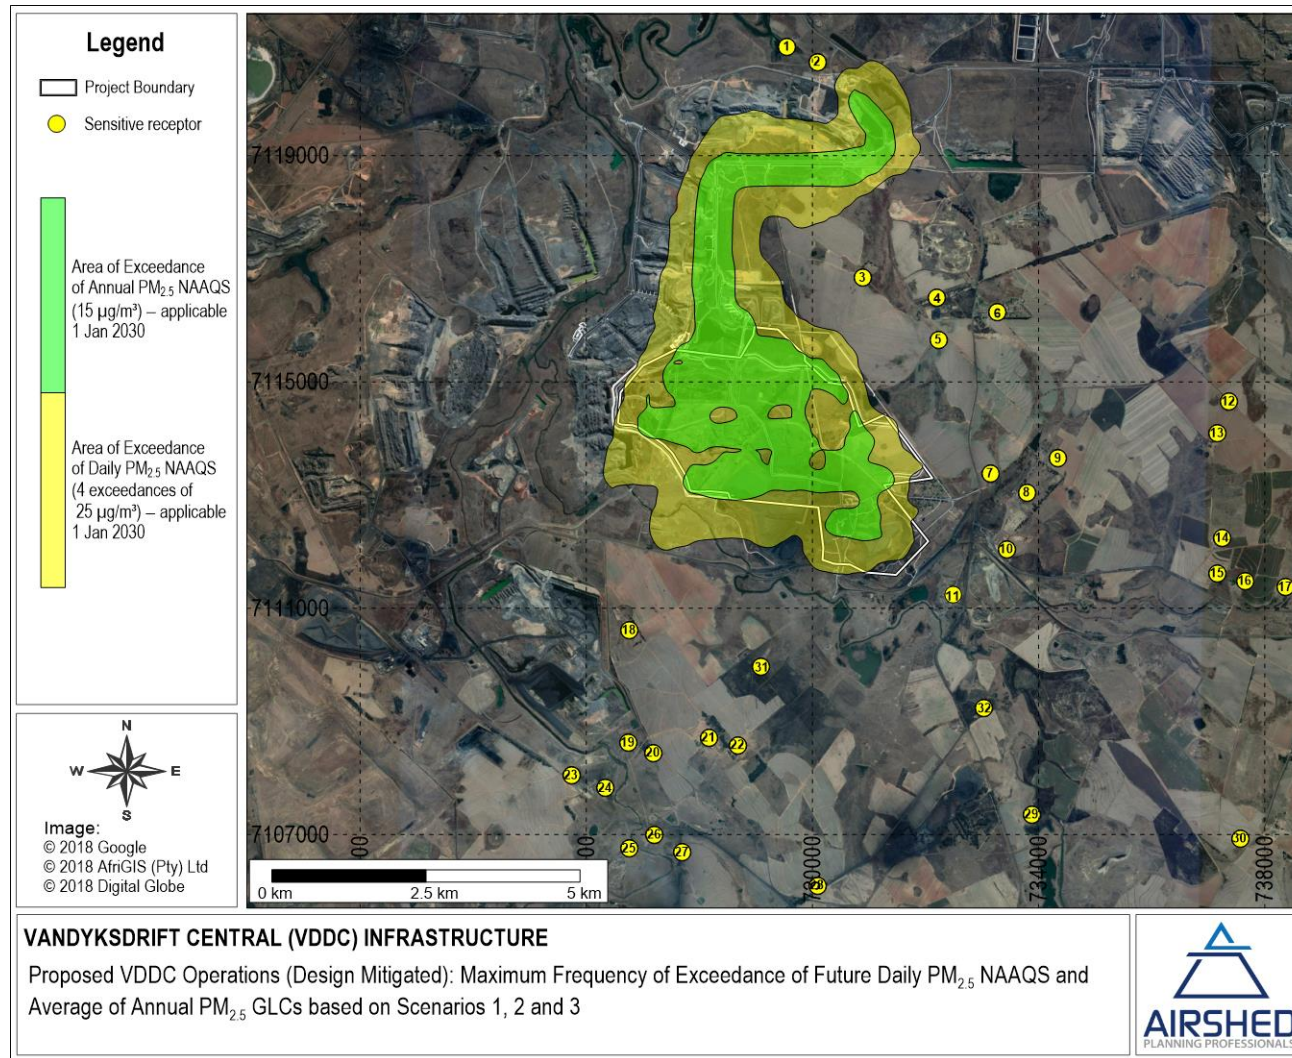 Legend
Project Boundary
Sensitive receptor
Area of Exceedance
of Annual PM2.5 NAAQS
(15 µg/m³) – applicable
1 Jan 2030
Area of Exceedance
of Daily PM2.5 NAAQS
(4 exceedances of
25 µg/m³) – applicable
1 Jan 2030
N
W E
S
Image:
© 2018 Google
© 2018 AfriGIS (Pty) Ltd
© 2018 Digital Globe
1
2
7119000
3
4
6
5
7115000
12
13
9
7
8
14
10
15
16
17
11
7111000
18
31
32
21
19
22
20
23
24
29
7107000
26
30
25
27
28
730000
734000
738000
0 km 2.5 km 5 km
VANDYKSDRIFT CENTRAL (VDDC) INFRASTRUCTURE
Proposed VDDC Operations (Design Mitigated): Maximum Frequency of Exceedance of Future Daily PM2.5 NAAQS and
Average of Annual PM2.5 GLCs based on Scenarios 1, 2 and 3
AIRSHED
PLANNING PROFESSIONALS